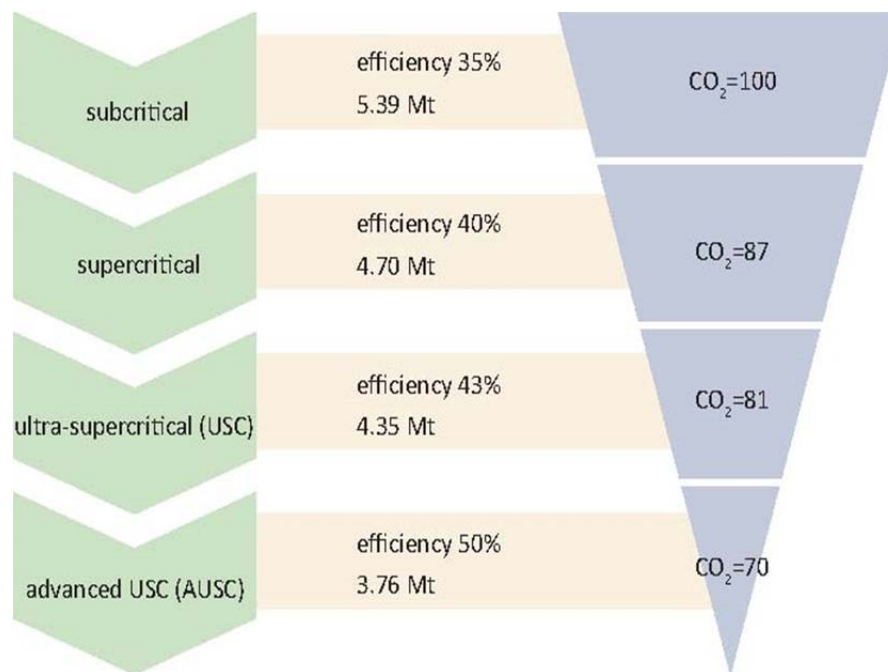 subcritical
efficiency 35%
5.39 Mt
CO₂=100
supercritical
efficiency 40%
4.70 Mt
CO₂=87
ultra-supercritical (USC)
efficiency 43%
4.35 Mt
CO₂=81
advanced USC (AUSC)
efficiency 50%
3.76 Mt
CO₂=70